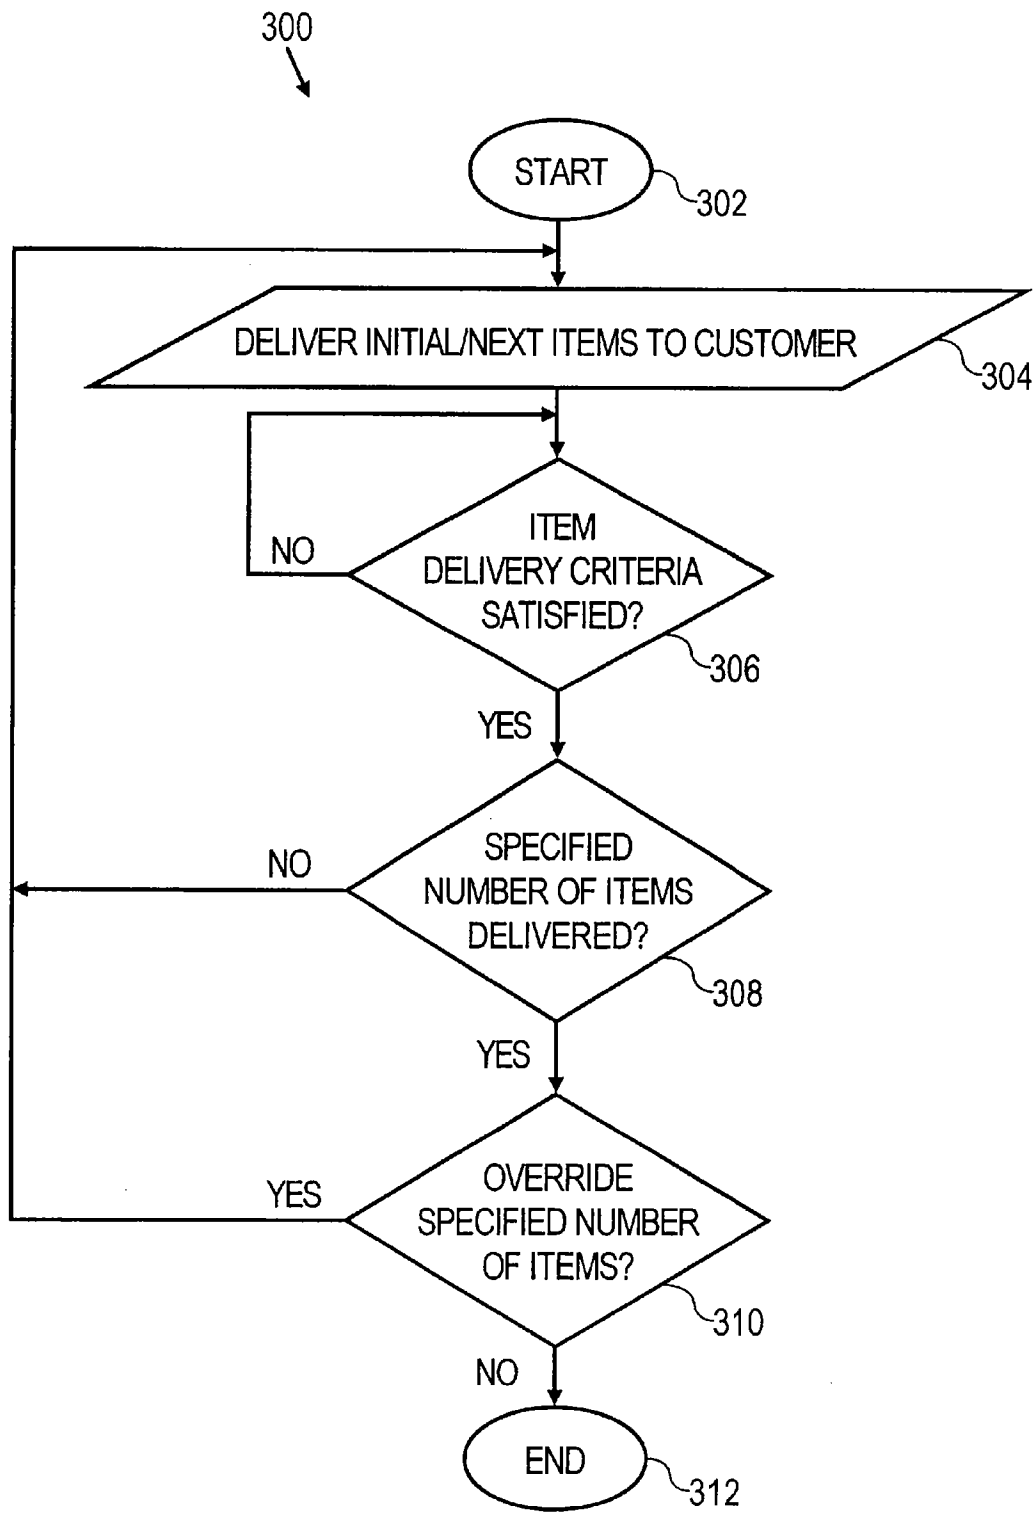 300
START
302
DELIVER INITIAL/NEXT ITEMS TO CUSTOMER
304
ITEM
DELIVERY CRITERIA
SATISFIED?
NO
306
YES
SPECIFIED
NUMBER OF ITEMS
DELIVERED?
NO
308
YES
OVERRIDE
SPECIFIED NUMBER
OF ITEMS?
YES
310
NO
END
312